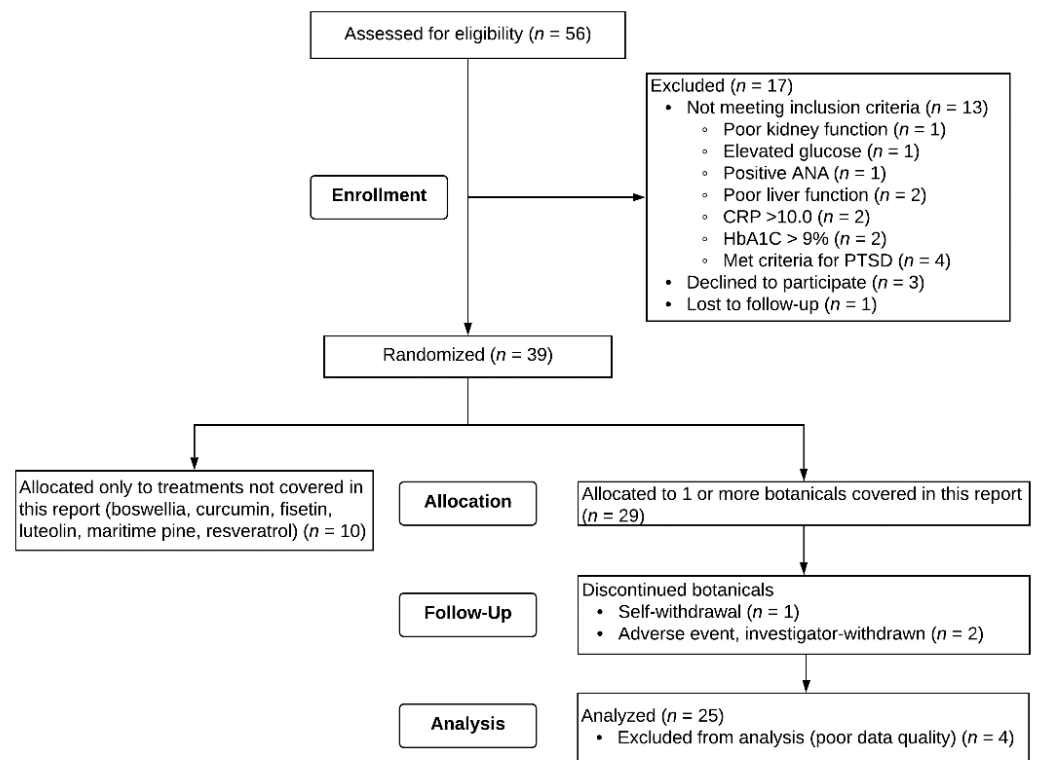 Assessed for eligibility (n = 56)
Excluded (n = 17)
• Not meeting inclusion criteria (n = 13)
◦ Poor kidney function (n = 1)
◦ Elevated glucose (n = 1)
◦ Positive ANA (n = 1)
◦ Poor liver function (n = 2)
◦ CRP >10.0 (n = 2)
◦ HbA1C > 9% (n = 2)
◦ Met criteria for PTSD (n = 4)
• Declined to participate (n = 3)
• Lost to follow-up (n = 1)
Enrollment
Randomized (n = 39)
Allocated only to treatments not covered in
this report (boswellia, curcumin, fisetin,
luteolin, maritime pine, resveratrol) (n = 10)
Allocation
Allocated to 1 or more botanicals covered in this report
(n = 29)
Follow-Up
Discontinued botanicals
• Self-withdrawal (n = 1)
• Adverse event, investigator-withdrawn (n = 2)
Analysis
Analyzed (n = 25)
• Excluded from analysis (poor data quality) (n = 4)